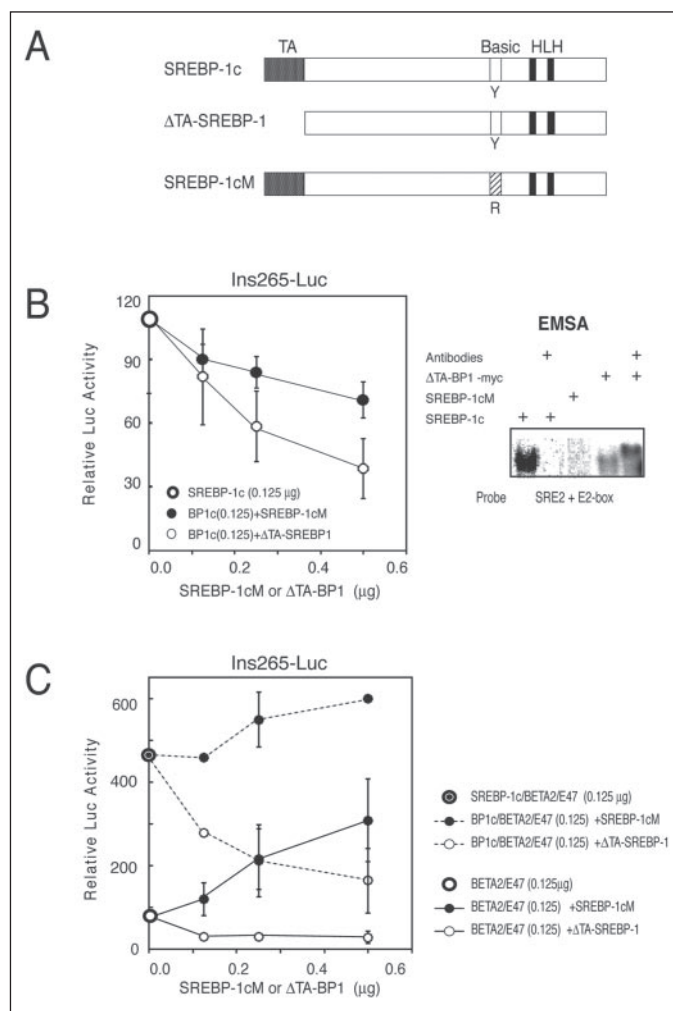 A
TA Basic HLH
SREBP-1c
Y
ΔTA-SREBP-1
Y
SREBP-1cM
R
B
Ins265-Luc
Relative Luc Activity
120
90
60
30
0
SREBP-1c (0.125 μg)
BP1c(0.125)+SREBP-1cM
BP1c(0.125)+ΔTA-SREBP1
0.0 0.2 0.4 0.6
SREBP-1cM or ΔTA-BP1 (μg)
EMSA
Antibodies + +
ΔTA-BP1 -myc + +
SREBP-1cM +
SREBP-1c + +
Probe SRE2 + E2-box
C
Ins265-Luc
Relative Luc Activity
600
400
200
0
0.0 0.2 0.4 0.6
SREBP-1cM or ΔTA-BP1 (μg)
SREBP-1c/BETA2/E47 (0.125 μg)
BP1c/BETA2/E47 (0.125) +SREBP-1cM
BP1c/BETA2/E47 (0.125) +ΔTA-SREBP-1
BETA2/E47 (0.125μg)
BETA2/E47 (0.125) +SREBP-1cM
BETA2/E47 (0.125) +ΔTA-SREBP-1